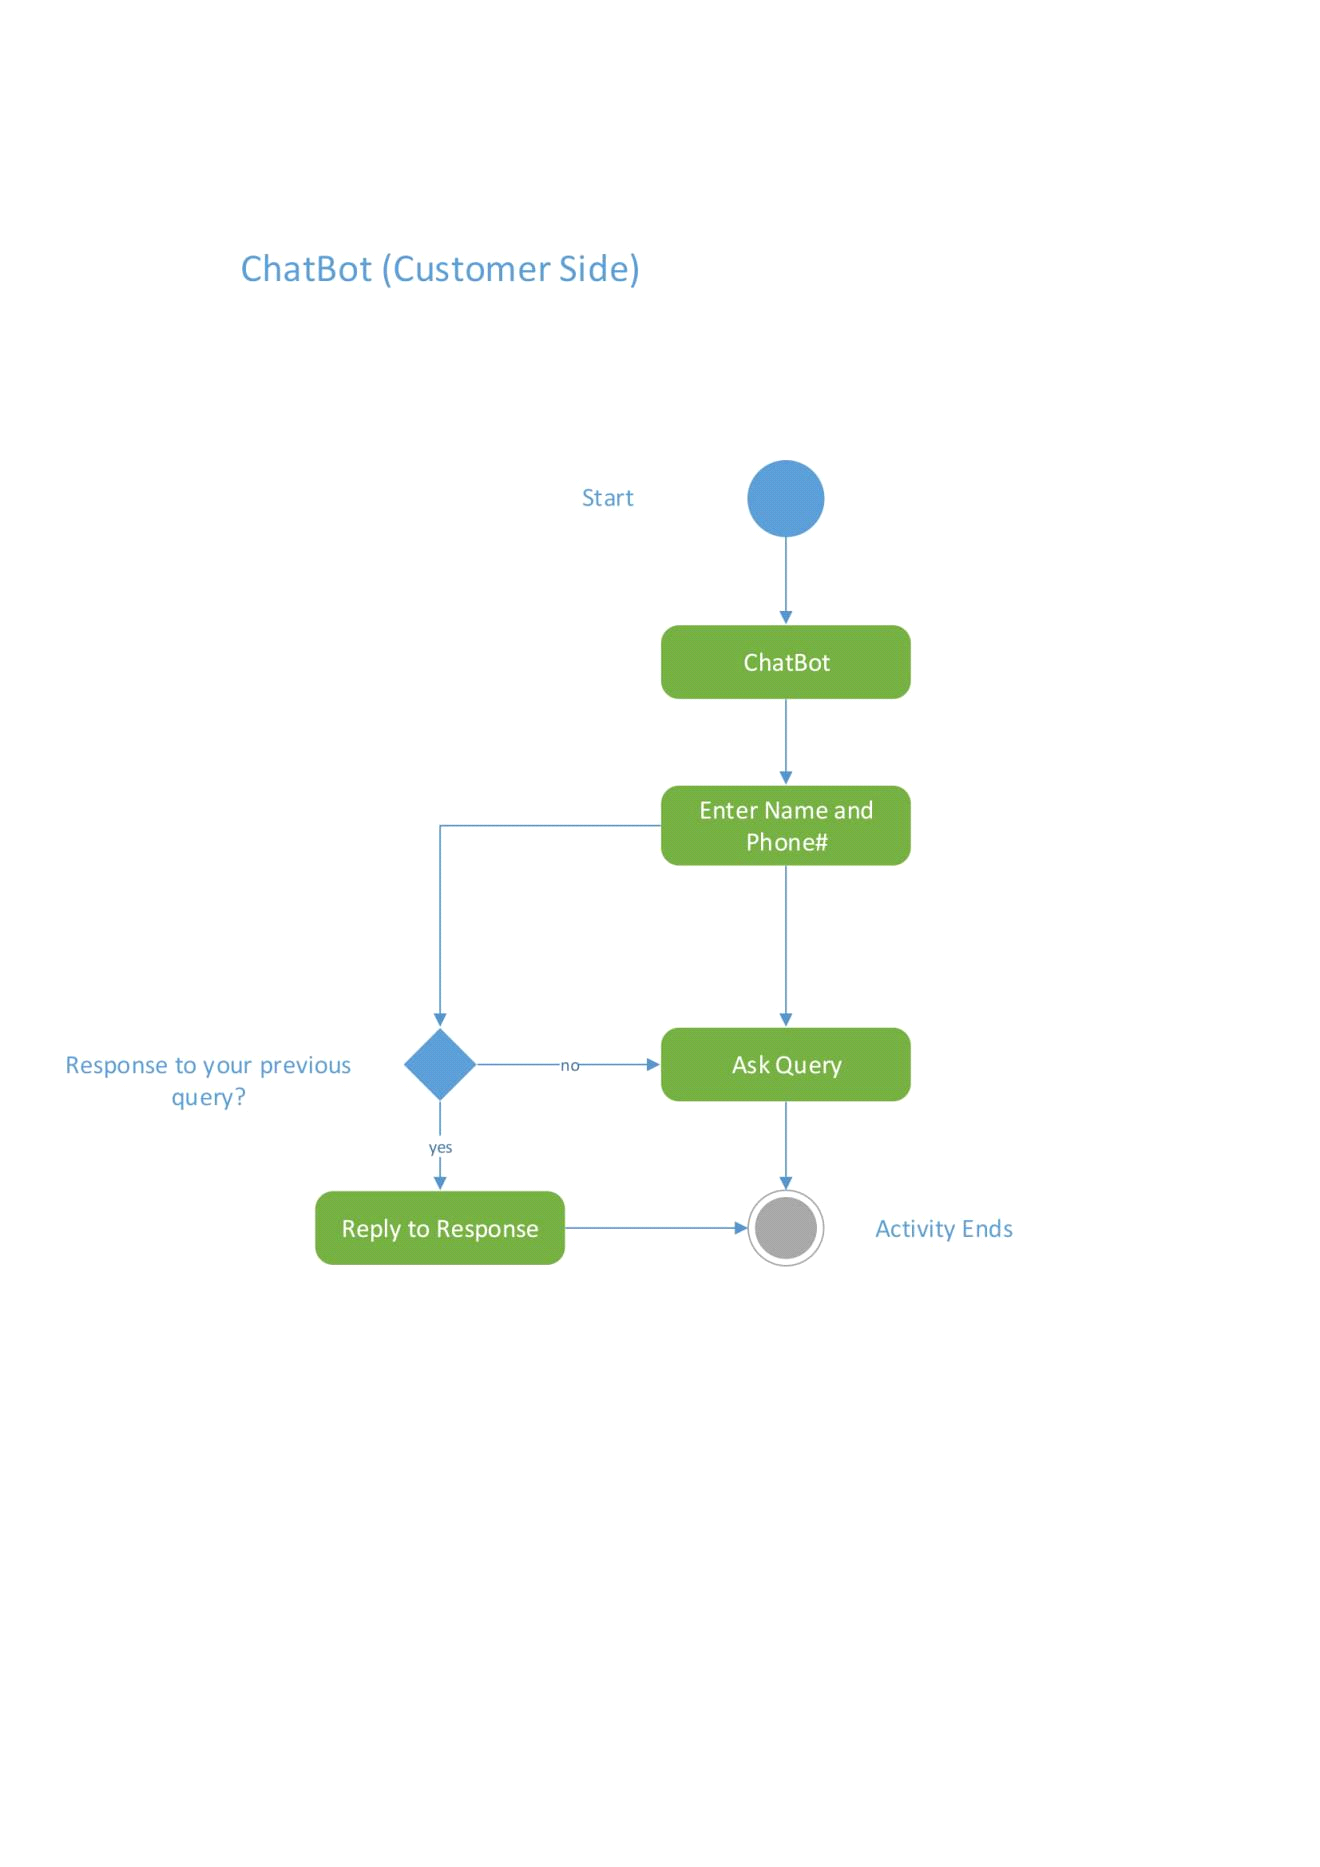 ChatBot (Customer Side)
Start
ChatBot
Enter Name and
Phone#
Response to your previous
query?
no
Ask Query
yes
Reply to Response
Activity Ends